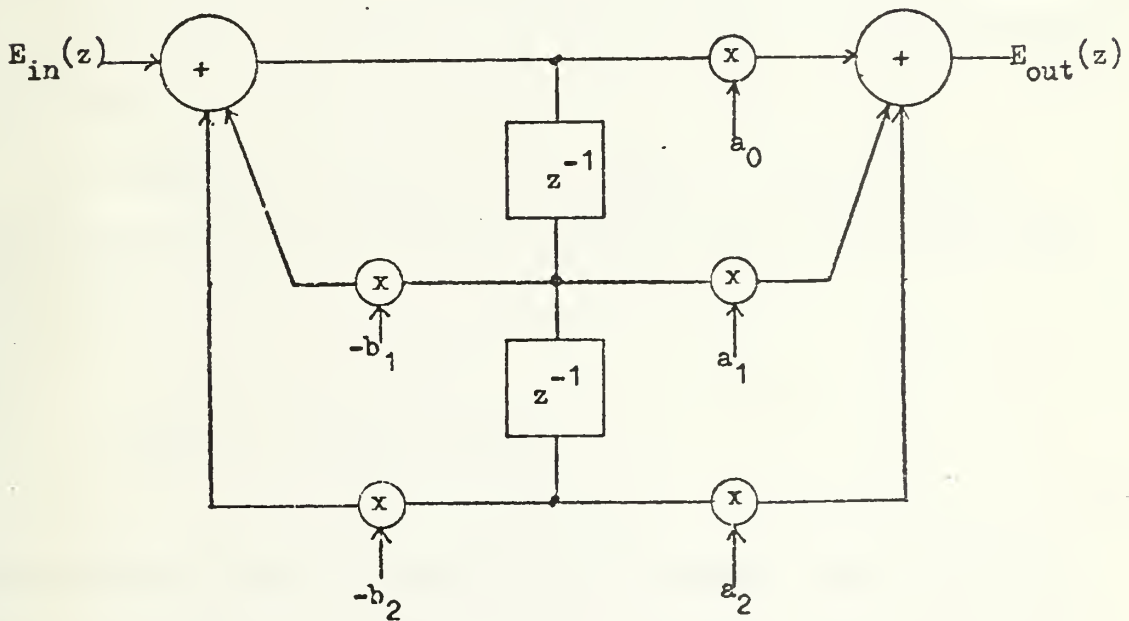 E_in(z)
+
x
a_0
+
E_out(z)
z^-1
x
-b_1
x
a_1
z^-1
x
-b_2
x
a_2